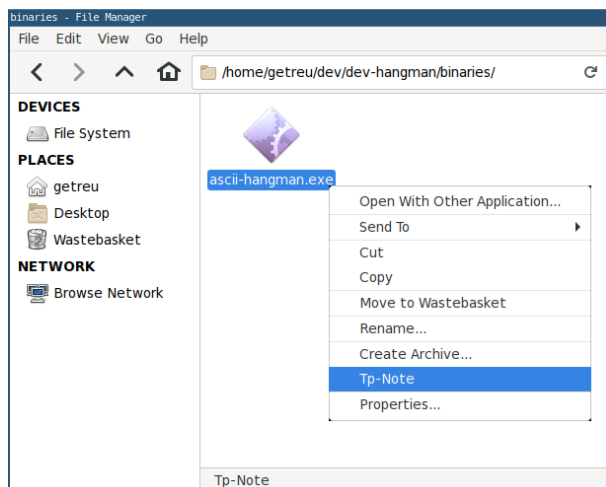 binaries - File Manager
File Edit View Go Help
/home/getreu/dev/dev-hangman/binaries/
DEVICES
File System
PLACES
getreu
Desktop
Wastebasket
NETWORK
Browse Network
ascii-hangman.exe
Open With Other Application...
Send To
Cut
Copy
Move to Wastebasket
Rename...
Create Archive...
Tp-Note
Properties...
Tp-Note